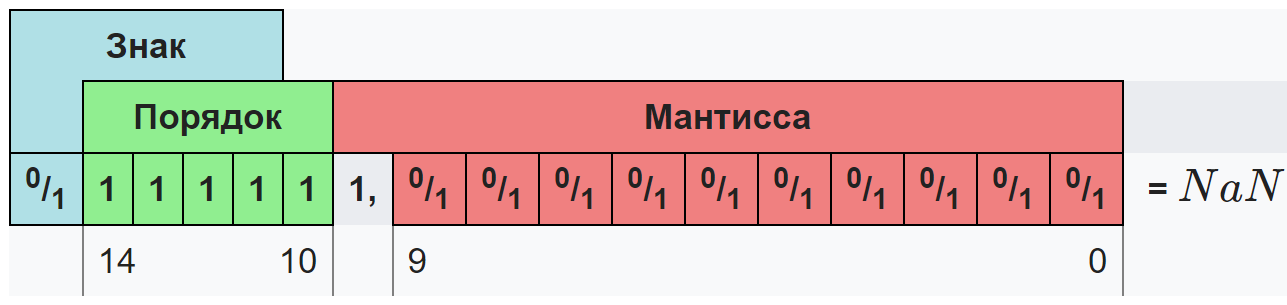 Знак
Порядок Мантисса
0/1 1 1 1 1 1 1, 0/1 0/1 0/1 0/1 0/1 0/1 0/1 0/1 0/1 0/1 = NaN
14 10 9 0